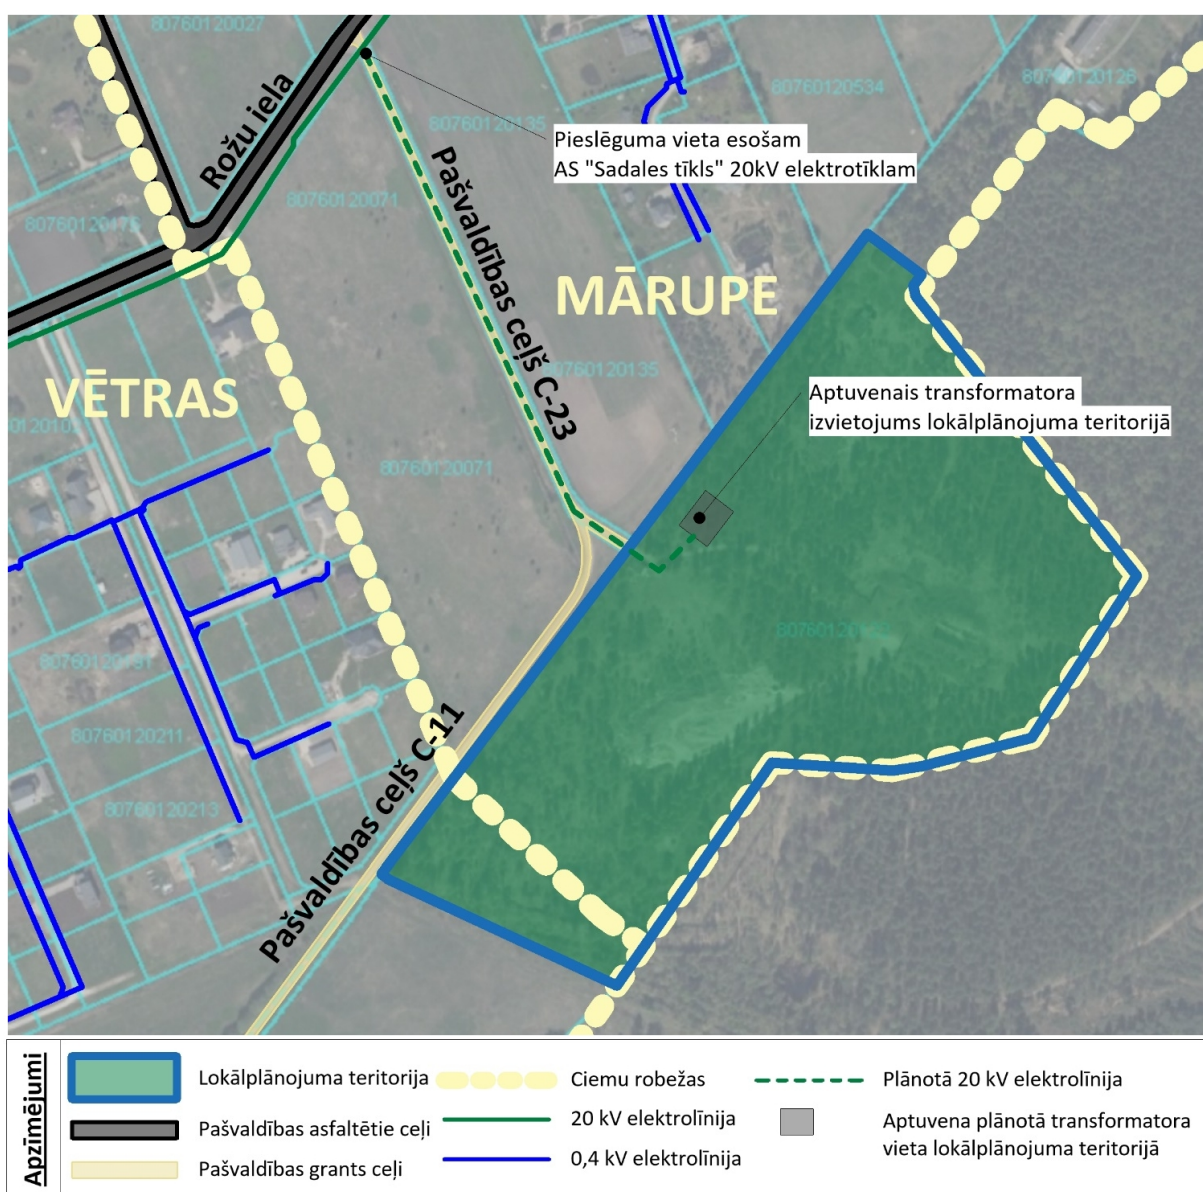 80760120027
80760120126
80760120534
Rožu iela
80760120135
Pieslēguma vieta esošam
AS "Sadales tīkls" 20kV elektrotīklam
Pašvaldības ceļš C-23
80760120071
MĀRUPE
80760120135
VĒTRAS
Aptuvenais transformatora
izvietojums lokālplānojuma teritorijā
80760120071
80760120191
80760120211
Pašvaldības ceļš C-11
80760120213
Apzīmējumi
Lokālplānojuma teritorija
Pašvaldības asfaltētie ceļi
Pašvaldības grants ceļi
Ciemu robežas
20 kV elektrolīnija
0,4 kV elektrolīnija
Plānotā 20 kV elektrolīnija
Aptuvena plānotā transformatora
vieta lokālplānojuma teritorijā